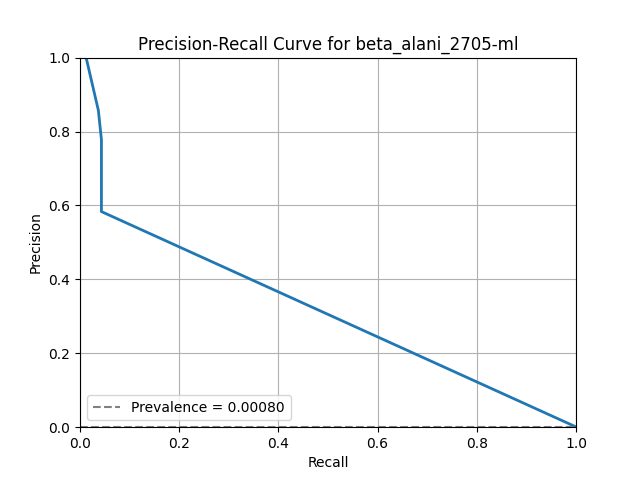 Precision-Recall Curve for beta_alani_2705-ml
1.0
0.8
0.6
0.4
0.2
0.0
Precision
Prevalence = 0.00080
0.0 0.2 0.4 0.6 0.8 1.0
Recall